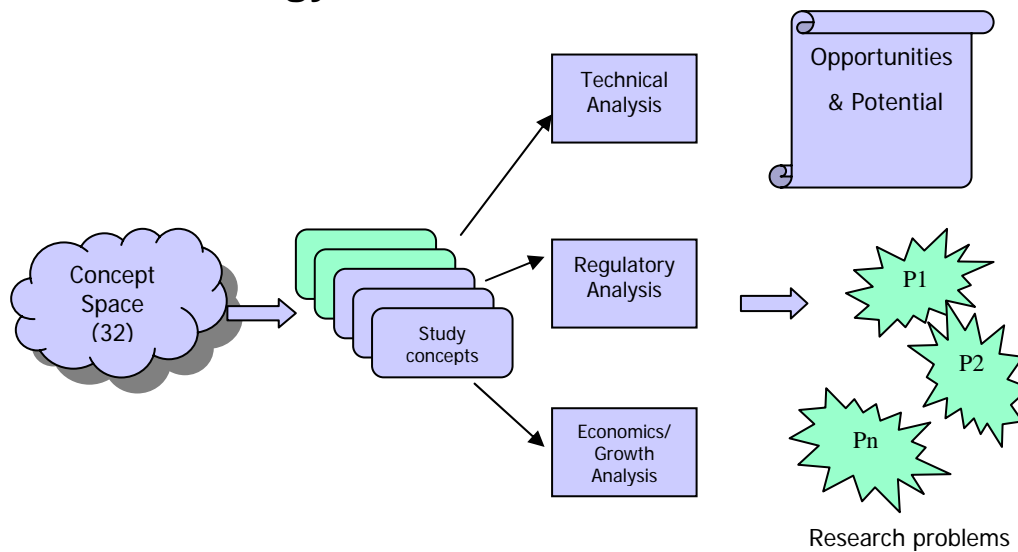 gy
Concept
Space
(32)
Study
concepts
Technical
Analysis
Regulatory
Analysis
Economics/
Growth
Analysis
Opportunities
& Potential
P1
P2
Pn
Research problems